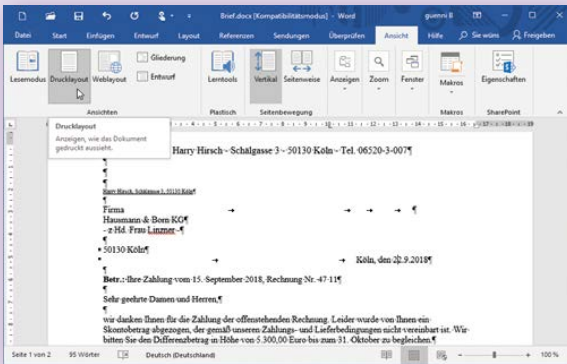 Brief.docx [Kompatibilitätsmodus] - Word
gumni B
Datei Start Einfügen Entwurf Layout Referenzen Sendungen Überprüfen Ansicht Hilfe Sie wüns Freigeben
Lesemodus Drucklayout Weblayout Gliederung Entwurf Lerntools Vertikal Seitenweise Anzeigen Zoom Fenster Makros Eigenschaften
Ansichten Plastisch Seitenbewegung Makros SharePoint
Drucklayout
Anzeigen, wie das Dokument
gedruckt aussieht.
Harry Hirsch - Schälgasse 3 - 50130 Köln - Tel. 06520-3-007¶
¶
¶
¶
Harry Hirsch, Schälgasse 3, 50130 Köln¶
¶
Firma → → → → ¶
Hausmann & Born KG¶
- z Hd. Frau Linzner -¶
¶
50130 Köln¶
→ → Köln, den 22.9.2018¶
¶
Betr.: Ihre Zahlung vom 15. September 2018, Rechnung Nr. 47-11¶
¶
Sehr geehrte Damen und Herren,¶
¶
wir danken Ihnen für die Zahlung der offenstehenden Rechnung. Leider wurde von Ihnen ein
Skontobetrag abgezogen, der gemäß unseren Zahlungs- und Lieferbedingungen nicht vereinbart ist. Wir
bitten Sie den Differenzbetrag in Höhe von 5.300,00 Euro bis zum 31. Oktober zu begleichen.¶
Seite 1 von 2 95 Wörter Deutsch (Deutschland) 100 %